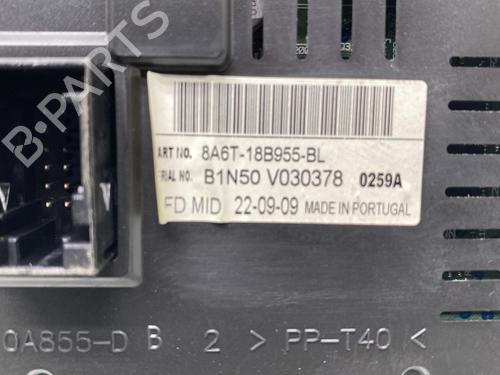 B-PARTS
ART NO. 8A6T-18B955-BL
RIAL NO. B1N50 V030378 0259A
FD MID 22-09-09 MADE IN PORTUGAL
0A855-D B 2 > PP-T40 <